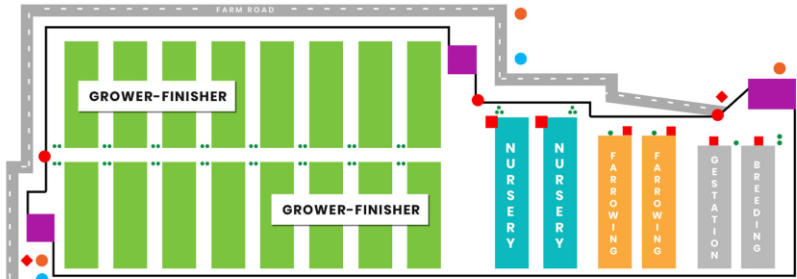 FARM ROAD
GROWER-FINISHER
GROWER-FINISHER
NURSERY
NURSERY
FARROWING
FARROWING
GESTATION
BREEDING